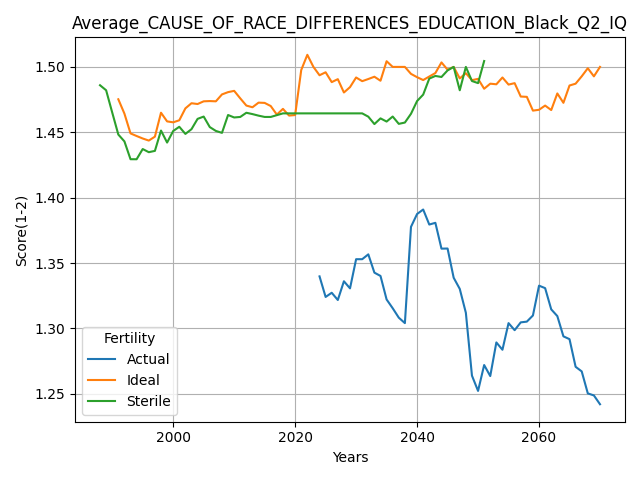 Average_CAUSE_OF_RACE_DIFFERENCES_EDUCATION_Black_Q2_IQ
1.50
1.45
1.40
1.35
1.30
1.25
Score(1-2)
Fertility
Actual
Ideal
Sterile
2000
2020
2040
2060
Years